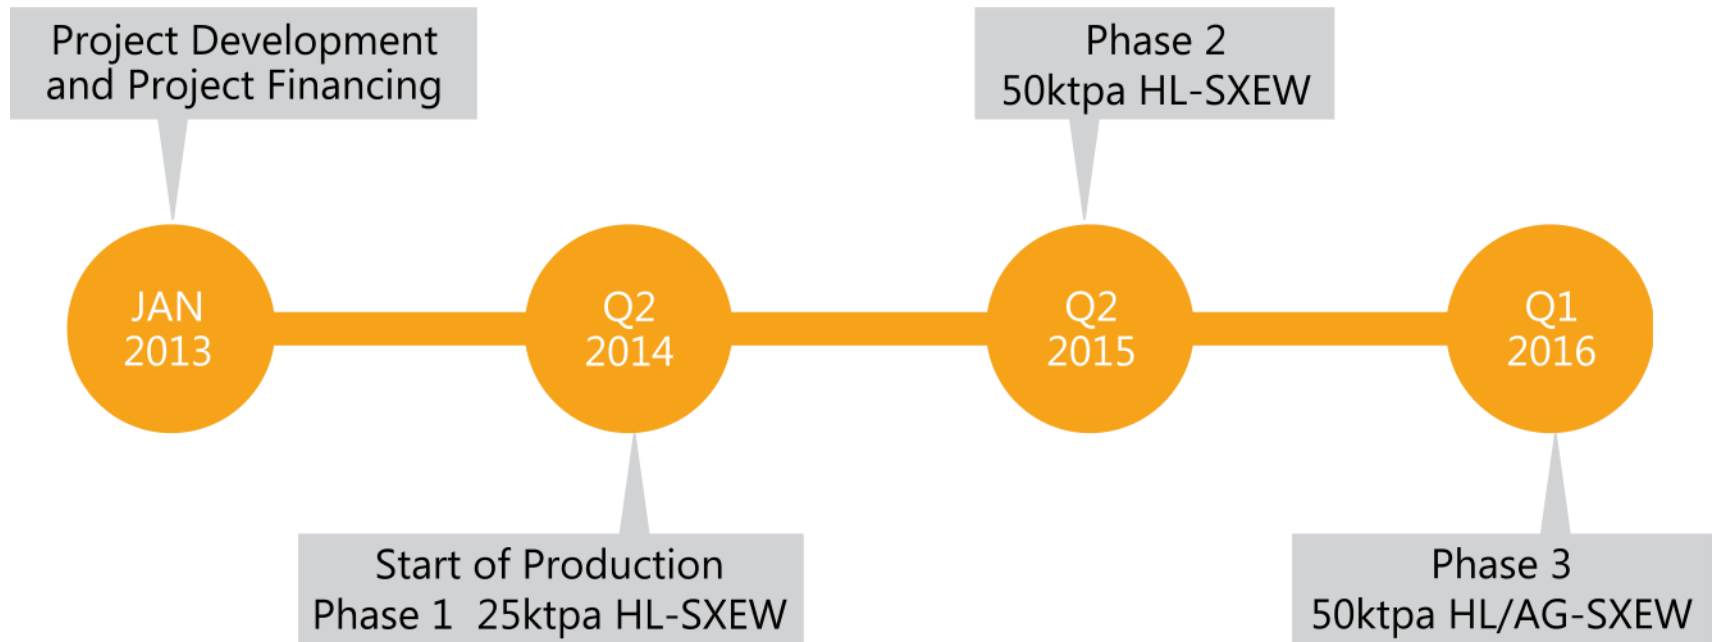 Project Development
and Project Financing
Phase 2
50ktpa HL-SXEW
JAN
2013
Q2
2014
Q2
2015
Q1
2016
Start of Production
Phase 1  25ktpa HL-SXEW
Phase 3
50ktpa HL/AG-SXEW